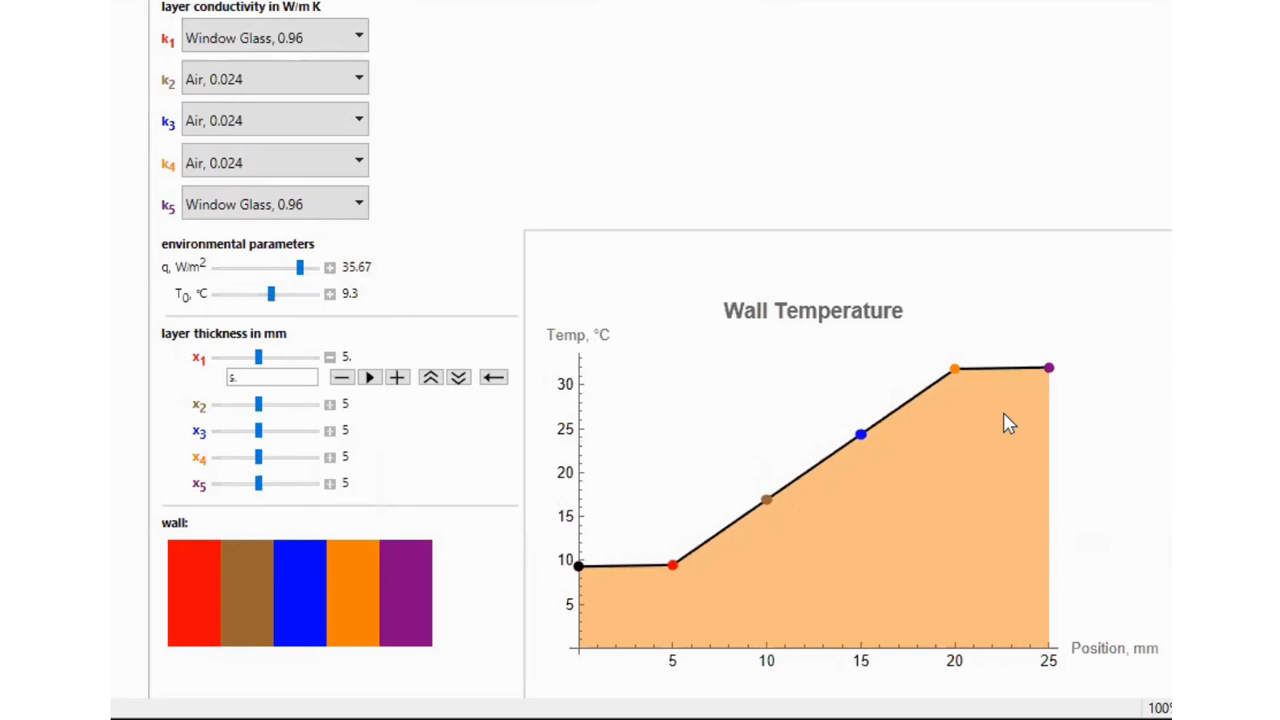 layer conductivity in W/m K
k1 Window Glass, 0.96
k2 Air, 0.024
k3 Air, 0.024
k4 Air, 0.024
k5 Window Glass, 0.96
environmental parameters
q, W/m2 35.67
T0, °C 9.3
layer thickness in mm
x1 5.
5.
x2 5
x3 5
x4 5
x5 5
wall:
Wall Temperature
Temp, °C
30
25
20
15
10
5
5 10 15 20 25
Position, mm
100%